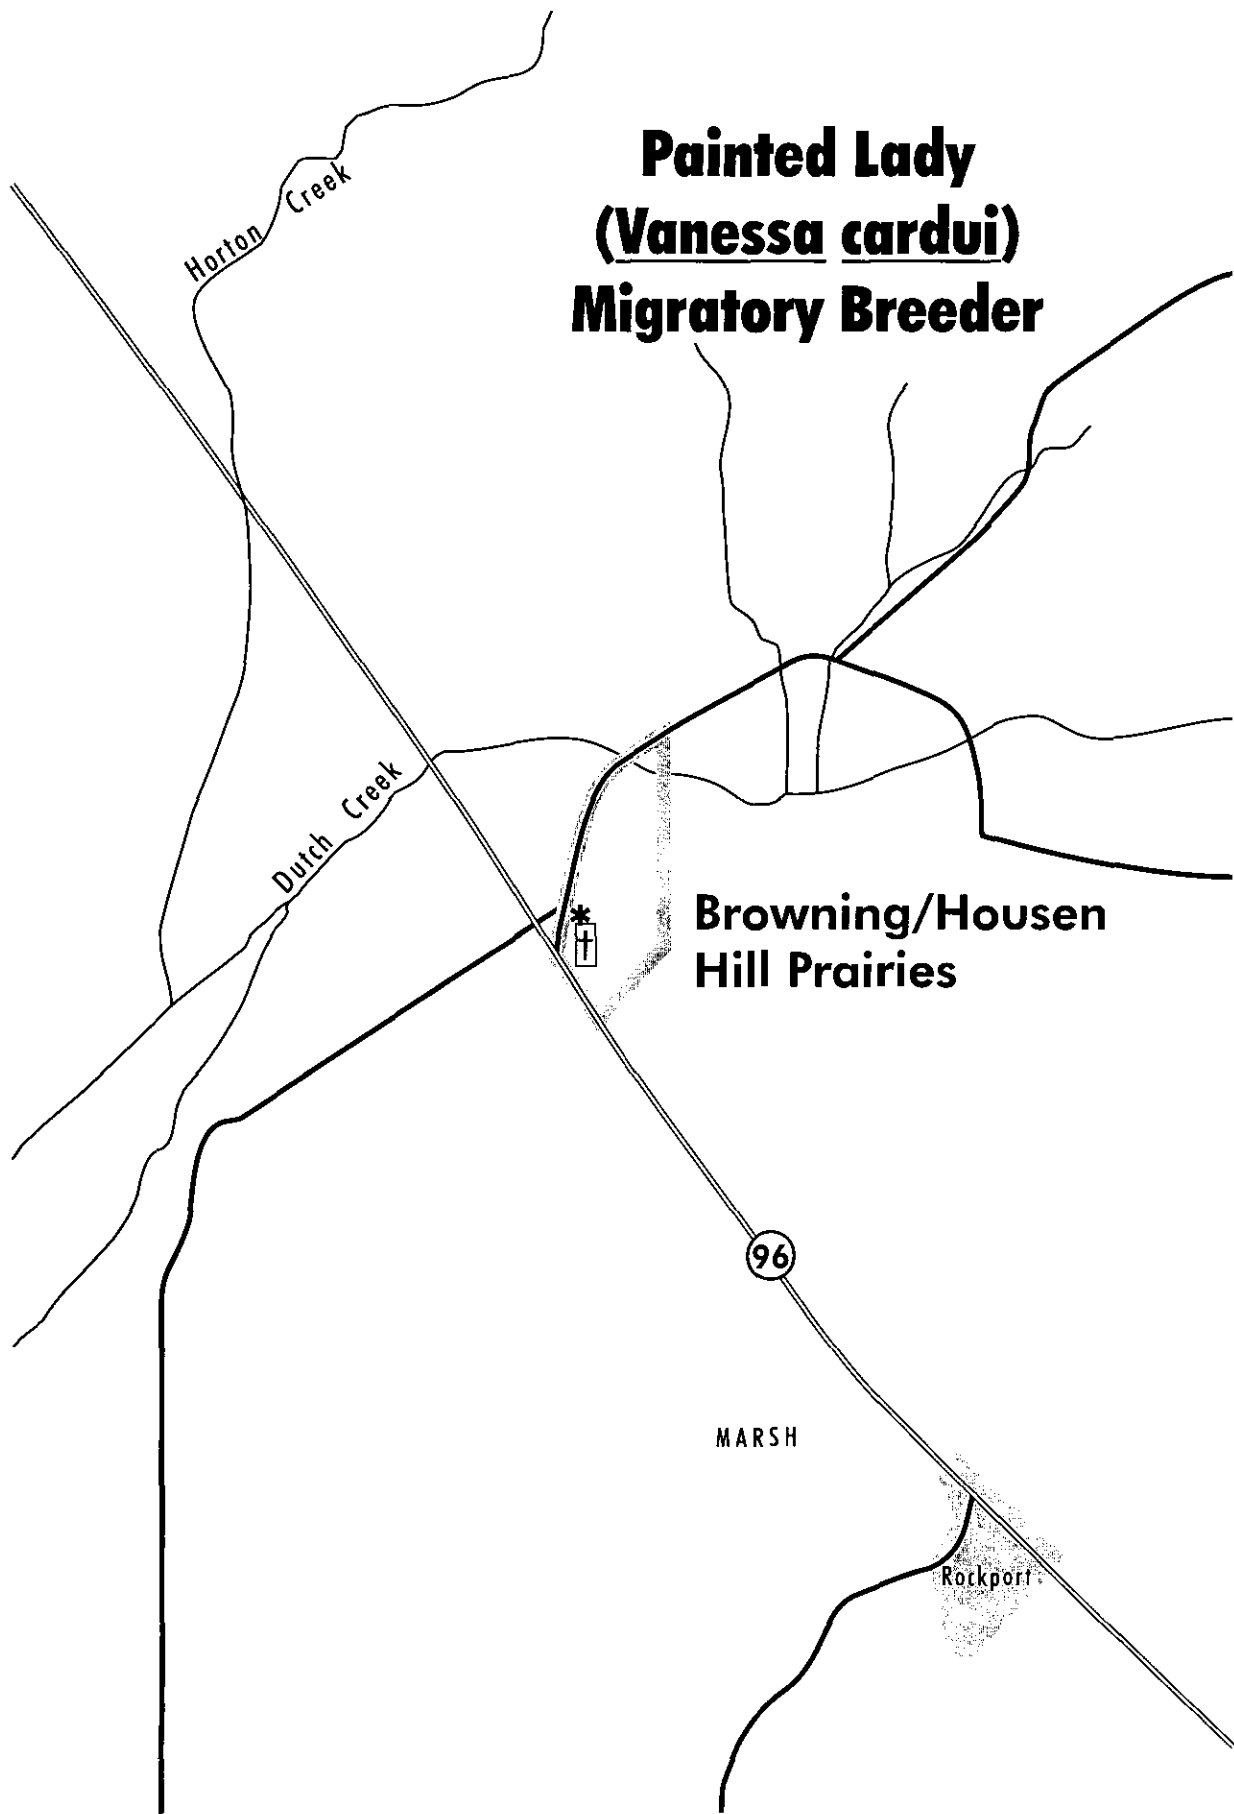 Painted Lady
(Vanessa cardui)
Migratory Breeder
Horton Creek
Dutch Creek
*
†
Browning/Housen
Hill Prairies
96
MARSH
Rockport